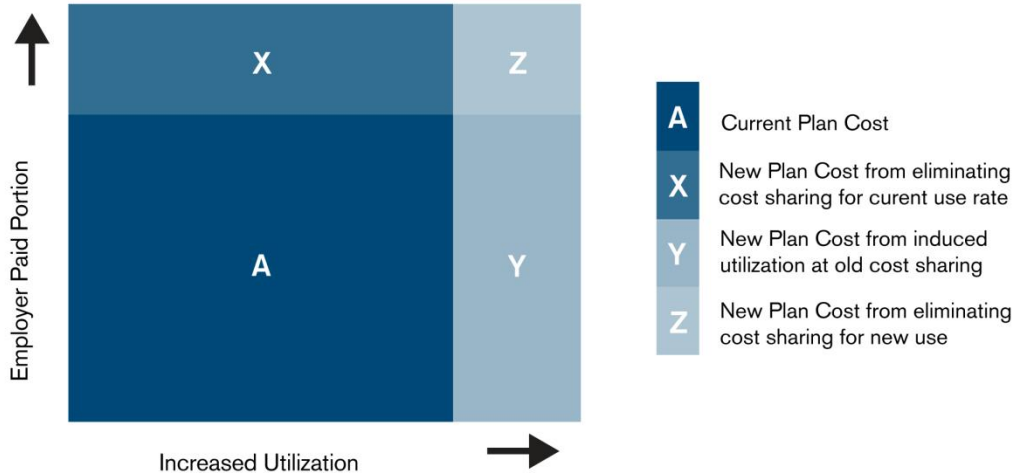 X
Z
A
Y
Employer Paid Portion
Increased Utilization
A
Current Plan Cost
X
New Plan Cost from eliminating
cost sharing for curent use rate
Y
New Plan Cost from induced
utilization at old cost sharing
Z
New Plan Cost from eliminating
cost sharing for new use